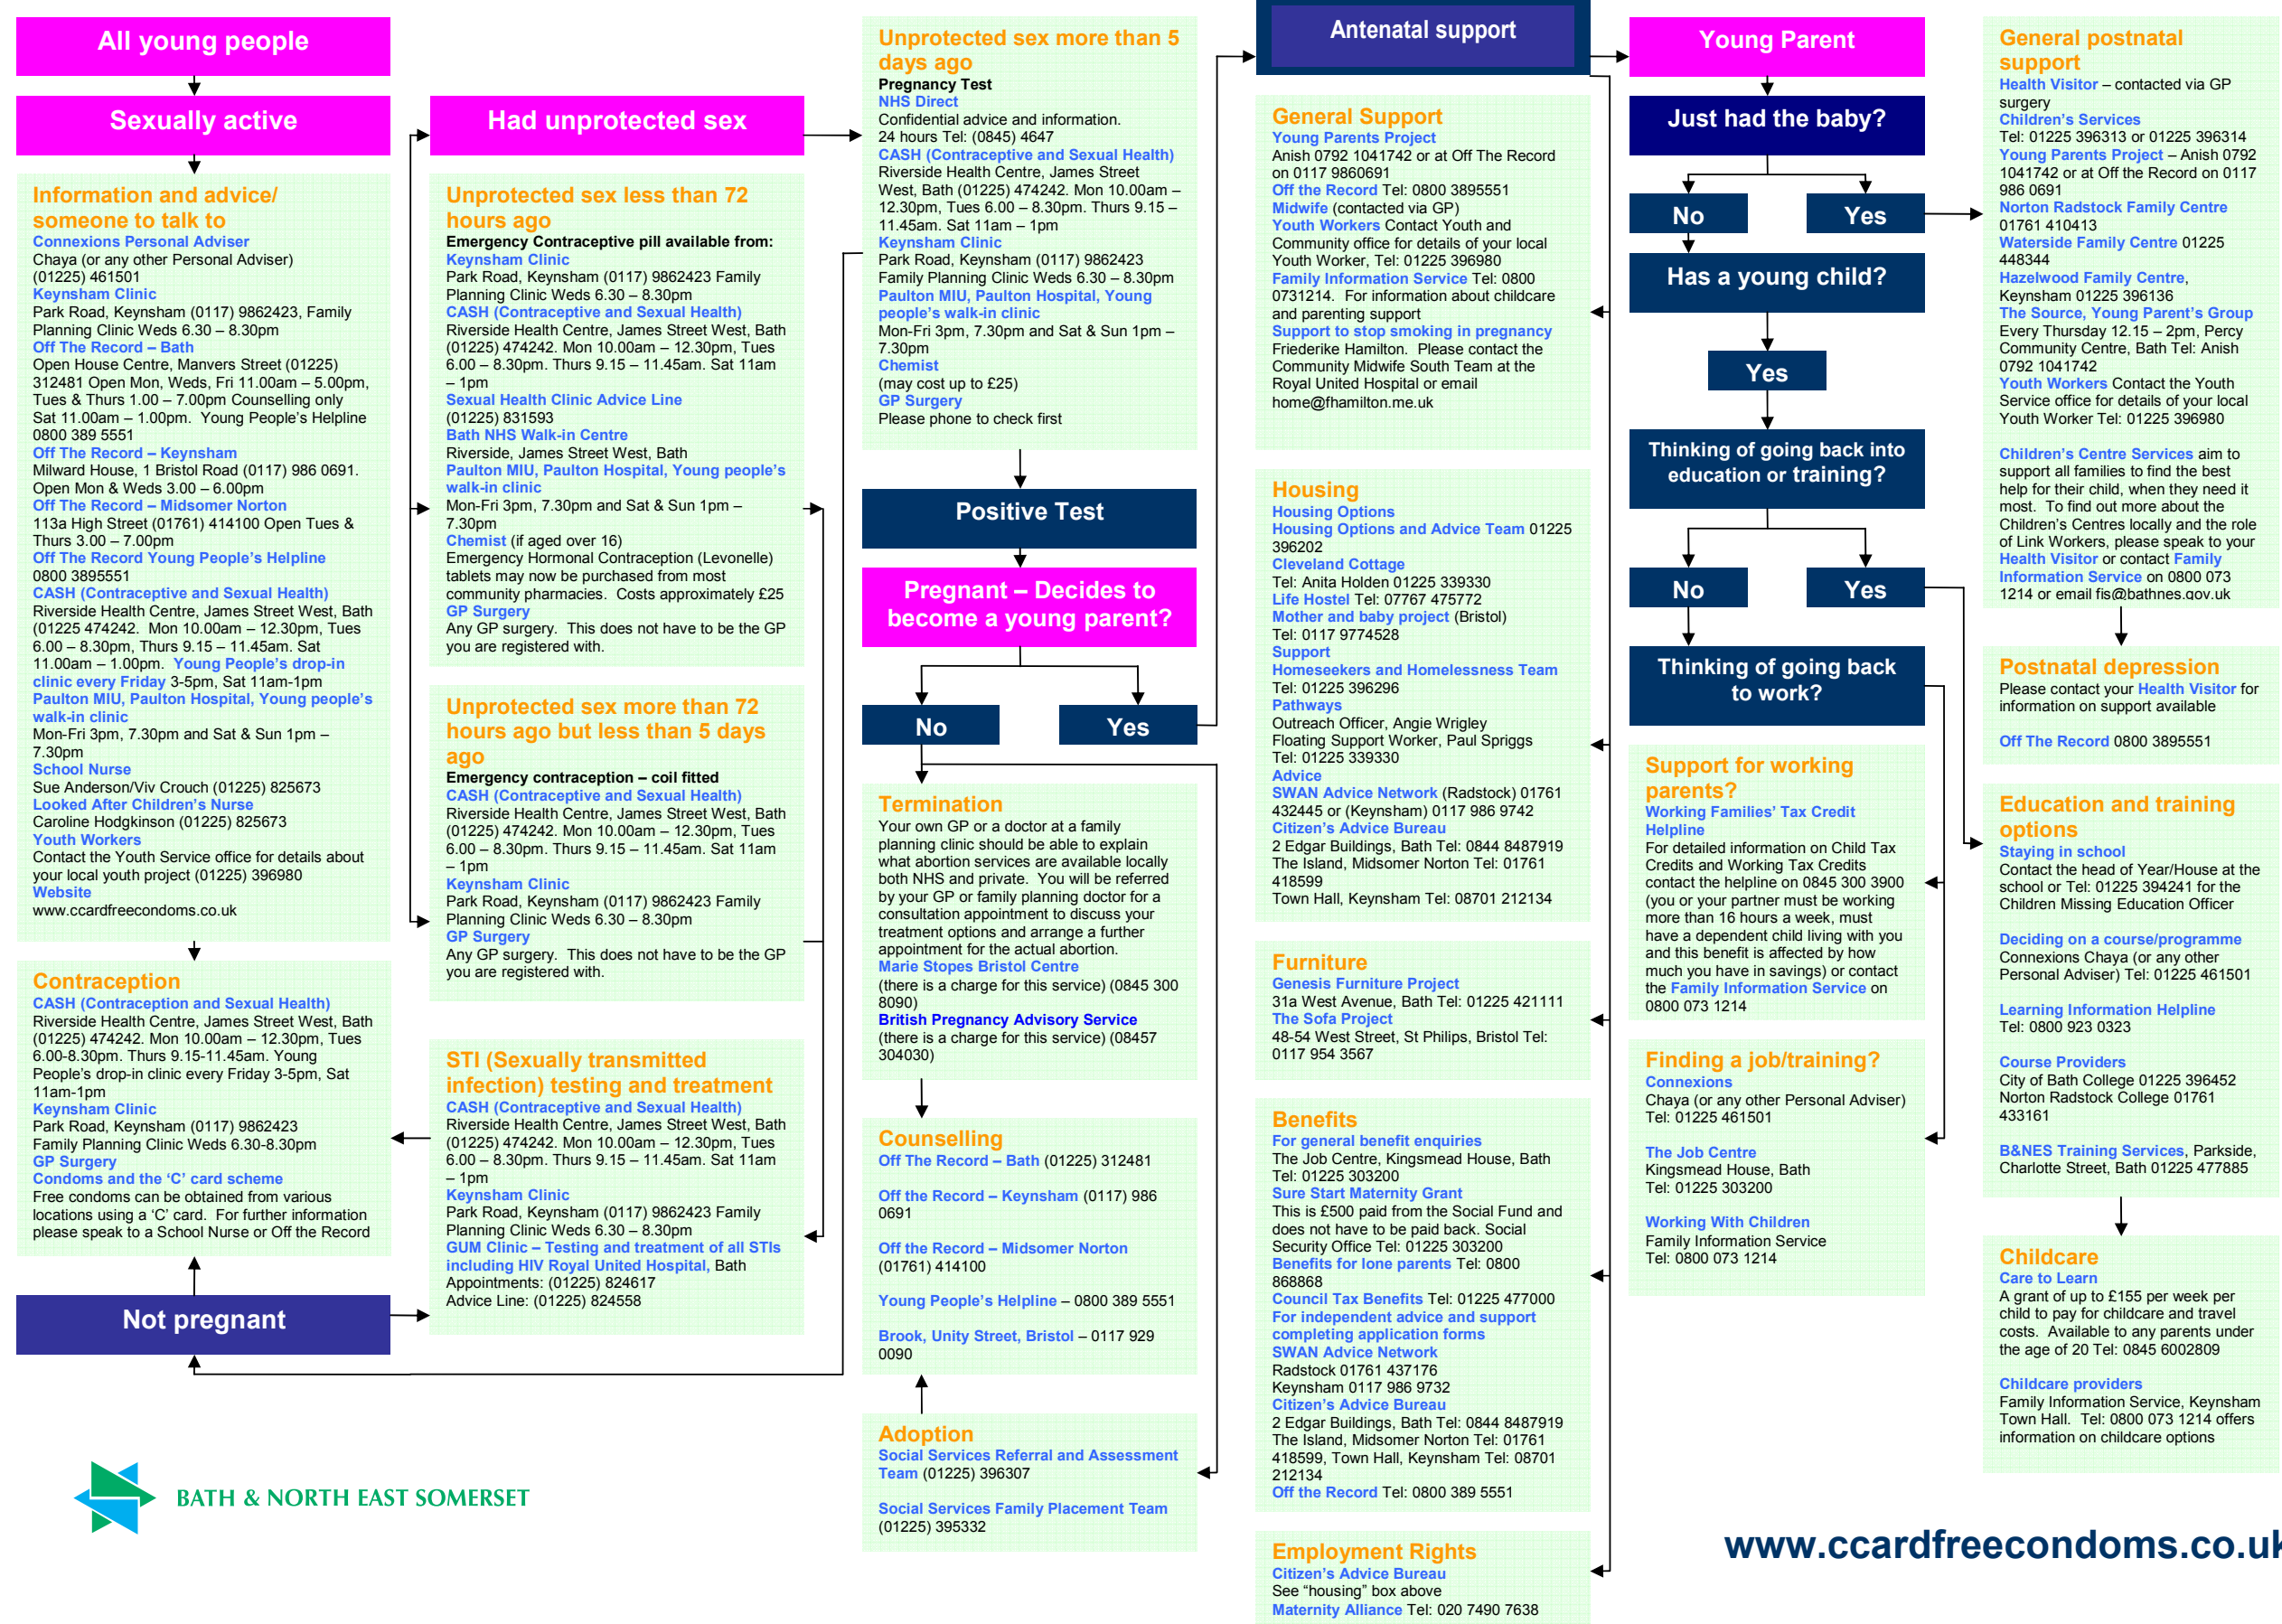 All young people
Sexually active
Information and advice/
someone to talk to
Connexions Personal Adviser
Chaya (or any other Personal Adviser)
(01225) 461501
Keynsham Clinic
Park Road, Keynsham (0117) 9862423, Family
Planning Clinic Weds 6.30 – 8.30pm
Off The Record – Bath
Open House Centre, Manvers Street (01225)
312481 Open Mon, Weds, Fri 11.00am – 5.00pm,
Tues & Thurs 1.00 – 7.00pm Counselling only
Sat 11.00am – 1.00pm.  Young People's Helpline
0800 389 5551
Off The Record – Keynsham
Milward House, 1 Bristol Road (0117) 986 0691.
Open Mon & Weds 3.00 – 6.00pm
Off The Record – Midsomer Norton
113a High Street (01761) 414100 Open Tues &
Thurs 3.00 – 7.00pm
Off The Record Young People's Helpline
0800 3895551
CASH (Contraceptive and Sexual Health)
Riverside Health Centre, James Street West, Bath
(01225 474242.  Mon 10.00am – 12.30pm, Tues
6.00 – 8.30pm, Thurs 9.15 – 11.45am. Sat
11.00am – 1.00pm.  Young People's drop-in
clinic every Friday 3-5pm, Sat 11am-1pm
Paulton MIU, Paulton Hospital, Young people's
walk-in clinic
Mon-Fri 3pm, 7.30pm and Sat & Sun 1pm –
7.30pm
School Nurse
Sue Anderson/Viv Crouch (01225) 825673
Looked After Children's Nurse
Caroline Hodgkinson (01225) 825673
Youth Workers
Contact the Youth Service office for details about
your local youth project (01225) 396980
Website
www.ccardfreecondoms.co.uk
Contraception
CASH (Contraception and Sexual Health)
Riverside Health Centre, James Street West, Bath
(01225) 474242. Mon 10.00am – 12.30pm, Tues
6.00-8.30pm. Thurs 9.15-11.45am. Young
People's drop-in clinic every Friday 3-5pm, Sat
11am-1pm
Keynsham Clinic
Park Road, Keynsham (0117) 9862423
Family Planning Clinic Weds 6.30-8.30pm
GP Surgery
Condoms and the 'C' card scheme
Free condoms can be obtained from various
locations using a 'C' card.  For further information
please speak to a School Nurse or Off the Record
Not pregnant
BATH & NORTH EAST SOMERSET
Had unprotected sex
Unprotected sex less than 72
hours ago
Emergency Contraceptive pill available from:
Keynsham Clinic
Park Road, Keynsham (0117) 9862423 Family
Planning Clinic Weds 6.30 – 8.30pm
CASH (Contraceptive and Sexual Health)
Riverside Health Centre, James Street West, Bath
(01225) 474242. Mon 10.00am – 12.30pm, Tues
6.00 – 8.30pm. Thurs 9.15 – 11.45am. Sat 11am
– 1pm
Sexual Health Clinic Advice Line
(01225) 831593
Bath NHS Walk-in Centre
Riverside, James Street West, Bath
Paulton MIU, Paulton Hospital, Young people's
walk-in clinic
Mon-Fri 3pm, 7.30pm and Sat & Sun 1pm –
7.30pm
Chemist (if aged over 16)
Emergency Hormonal Contraception (Levonelle)
tablets may now be purchased from most
community pharmacies.  Costs approximately £25
GP Surgery
Any GP surgery.  This does not have to be the GP
you are registered with.
Unprotected sex more than 72
hours ago but less than 5 days
ago
Emergency contraception – coil fitted
CASH (Contraceptive and Sexual Health)
Riverside Health Centre, James Street West, Bath
(01225) 474242. Mon 10.00am – 12.30pm, Tues
6.00 – 8.30pm. Thurs 9.15 – 11.45am. Sat 11am
– 1pm
Keynsham Clinic
Park Road, Keynsham (0117) 9862423 Family
Planning Clinic Weds 6.30 – 8.30pm
GP Surgery
Any GP surgery.  This does not have to be the GP
you are registered with.
STI (Sexually transmitted
infection) testing and treatment
CASH (Contraceptive and Sexual Health)
Riverside Health Centre, James Street West, Bath
(01225) 474242. Mon 10.00am – 12.30pm, Tues
6.00 – 8.30pm. Thurs 9.15 – 11.45am. Sat 11am
– 1pm
Keynsham Clinic
Park Road, Keynsham (0117) 9862423 Family
Planning Clinic Weds 6.30 – 8.30pm
GUM Clinic – Testing and treatment of all STIs
including HIV Royal United Hospital, Bath
Appointments: (01225) 824617
Advice Line: (01225) 824558
Unprotected sex more than 5
days ago
Pregnancy Test
NHS Direct
Confidential advice and information.
24 hours Tel: (0845) 4647
CASH (Contraceptive and Sexual Health)
Riverside Health Centre, James Street
West, Bath (01225) 474242. Mon 10.00am –
12.30pm, Tues 6.00 – 8.30pm. Thurs 9.15 –
11.45am. Sat 11am – 1pm
Keynsham Clinic
Park Road, Keynsham (0117) 9862423
Family Planning Clinic Weds 6.30 – 8.30pm
Paulton MIU, Paulton Hospital, Young
people's walk-in clinic
Mon-Fri 3pm, 7.30pm and Sat & Sun 1pm –
7.30pm
Chemist
(may cost up to £25)
GP Surgery
Please phone to check first
Positive Test
Pregnant – Decides to
become a young parent?
No
Yes
Termination
Your own GP or a doctor at a family
planning clinic should be able to explain
what abortion services are available locally
both NHS and private.  You will be referred
by your GP or family planning doctor for a
consultation appointment to discuss your
treatment options and arrange a further
appointment for the actual abortion.
Marie Stopes Bristol Centre
(there is a charge for this service) (0845 300
8090)
British Pregnancy Advisory Service
(there is a charge for this service) (08457
304030)
Counselling
Off The Record – Bath (01225) 312481
Off the Record – Keynsham (0117) 986
0691
Off the Record – Midsomer Norton
(01761) 414100
Young People's Helpline – 0800 389 5551
Brook, Unity Street, Bristol – 0117 929
0090
Adoption
Social Services Referral and Assessment
Team (01225) 396307
Social Services Family Placement Team
(01225) 395332
Antenatal support
General Support
Young Parents Project
Anish 0792 1041742 or at Off The Record
on 0117 9860691
Off the Record Tel: 0800 3895551
Midwife (contacted via GP)
Youth Workers Contact Youth and
Community office for details of your local
Youth Worker, Tel: 01225 396980
Family Information Service Tel: 0800
0731214.  For information about childcare
and parenting support
Support to stop smoking in pregnancy
Friederike Hamilton.  Please contact the
Community Midwife South Team at the
Royal United Hospital or email
home@fhamilton.me.uk
Housing
Housing Options
Housing Options and Advice Team 01225
396202
Cleveland Cottage
Tel: Anita Holden 01225 339330
Life Hostel Tel: 07767 475772
Mother and baby project (Bristol)
Tel: 0117 9774528
Support
Homeseekers and Homelessness Team
Tel: 01225 396296
Pathways
Outreach Officer, Angie Wrigley
Floating Support Worker, Paul Spriggs
Tel: 01225 339330
Advice
SWAN Advice Network (Radstock) 01761
432445 or (Keynsham) 0117 986 9742
Citizen's Advice Bureau
2 Edgar Buildings, Bath Tel: 0844 8487919
The Island, Midsomer Norton Tel: 01761
418599
Town Hall, Keynsham Tel: 08701 212134
Furniture
Genesis Furniture Project
31a West Avenue, Bath Tel: 01225 421111
The Sofa Project
48-54 West Street, St Philips, Bristol Tel:
0117 954 3567
Benefits
For general benefit enquiries
The Job Centre, Kingsmead House, Bath
Tel: 01225 303200
Sure Start Maternity Grant
This is £500 paid from the Social Fund and
does not have to be paid back. Social
Security Office Tel: 01225 303200
Benefits for lone parents Tel: 0800
868868
Council Tax Benefits Tel: 01225 477000
For independent advice and support
completing application forms
SWAN Advice Network
Radstock 01761 437176
Keynsham 0117 986 9732
Citizen's Advice Bureau
2 Edgar Buildings, Bath Tel: 0844 8487919
The Island, Midsomer Norton Tel: 01761
418599, Town Hall, Keynsham Tel: 08701
212134
Off the Record Tel: 0800 389 5551
Employment Rights
Citizen's Advice Bureau
See "housing" box above
Maternity Alliance Tel: 020 7490 7638
Young Parent
Just had the baby?
No
Yes
Has a young child?
Yes
Thinking of going back into
education or training?
No
Yes
Thinking of going back
to work?
Support for working
parents?
Working Families' Tax Credit
Helpline
For detailed information on Child Tax
Credits and Working Tax Credits
contact the helpline on 0845 300 3900
(you or your partner must be working
more than 16 hours a week, must
have a dependent child living with you
and this benefit is affected by how
much you have in savings) or contact
the Family Information Service on
0800 073 1214
Finding a job/training?
Connexions
Chaya (or any other Personal Adviser)
Tel: 01225 461501
The Job Centre
Kingsmead House, Bath
Tel: 01225 303200
Working With Children
Family Information Service
Tel: 0800 073 1214
General postnatal
support
Health Visitor – contacted via GP
surgery
Children's Services
Tel: 01225 396313 or 01225 396314
Young Parents Project – Anish 0792
1041742 or at Off the Record on 0117
986 0691
Norton Radstock Family Centre
01761 410413
Waterside Family Centre 01225
448344
Hazelwood Family Centre,
Keynsham 01225 396136
The Source, Young Parent's Group
Every Thursday 12.15 – 2pm, Percy
Community Centre, Bath Tel: Anish
0792 1041742
Youth Workers Contact the Youth
Service office for details of your local
Youth Worker Tel: 01225 396980
Children's Centre Services aim to
support all families to find the best
help for their child, when they need it
most.  To find out more about the
Children's Centres locally and the role
of Link Workers, please speak to your
Health Visitor or contact Family
Information Service on 0800 073
1214 or email fis@bathnes.gov.uk
Postnatal depression
Please contact your Health Visitor for
information on support available
Off The Record 0800 3895551
Education and training
options
Staying in school
Contact the head of Year/House at the
school or Tel: 01225 394241 for the
Children Missing Education Officer
Deciding on a course/programme
Connexions Chaya (or any other
Personal Adviser) Tel: 01225 461501
Learning Information Helpline
Tel: 0800 923 0323
Course Providers
City of Bath College 01225 396452
Norton Radstock College 01761
433161
B&NES Training Services, Parkside,
Charlotte Street, Bath 01225 477885
Childcare
Care to Learn
A grant of up to £155 per week per
child to pay for childcare and travel
costs.  Available to any parents under
the age of 20 Tel: 0845 6002809
Childcare providers
Family Information Service, Keynsham
Town Hall.  Tel: 0800 073 1214 offers
information on childcare options
www.ccardfreecondoms.co.uk